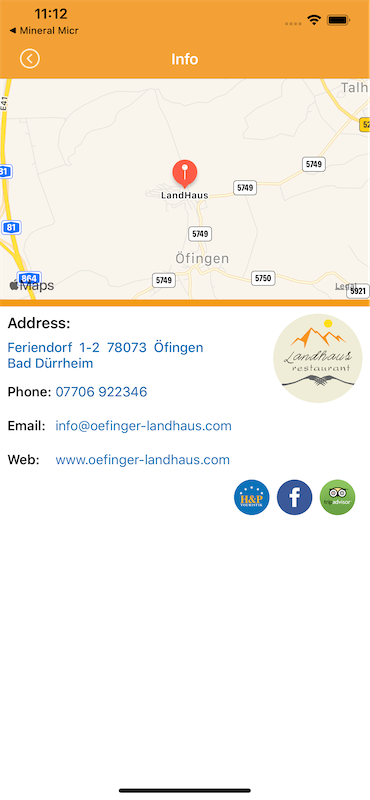 11:12
◀ Mineral Micr
Info
Talh
E41
52
81
5749
5749
LandHaus
81
5749
Öfingen
864
5749
5750
Maps
Legal
5921
Address:
Feriendorf 1-2 78073 Öfingen
Bad Dürrheim
Landhaus
restaurant
Phone: 07706 922346
Email: info@oefinger-landhaus.com
Web: www.oefinger-landhaus.com
H&P
TOURISTIK
f
tripadvisor